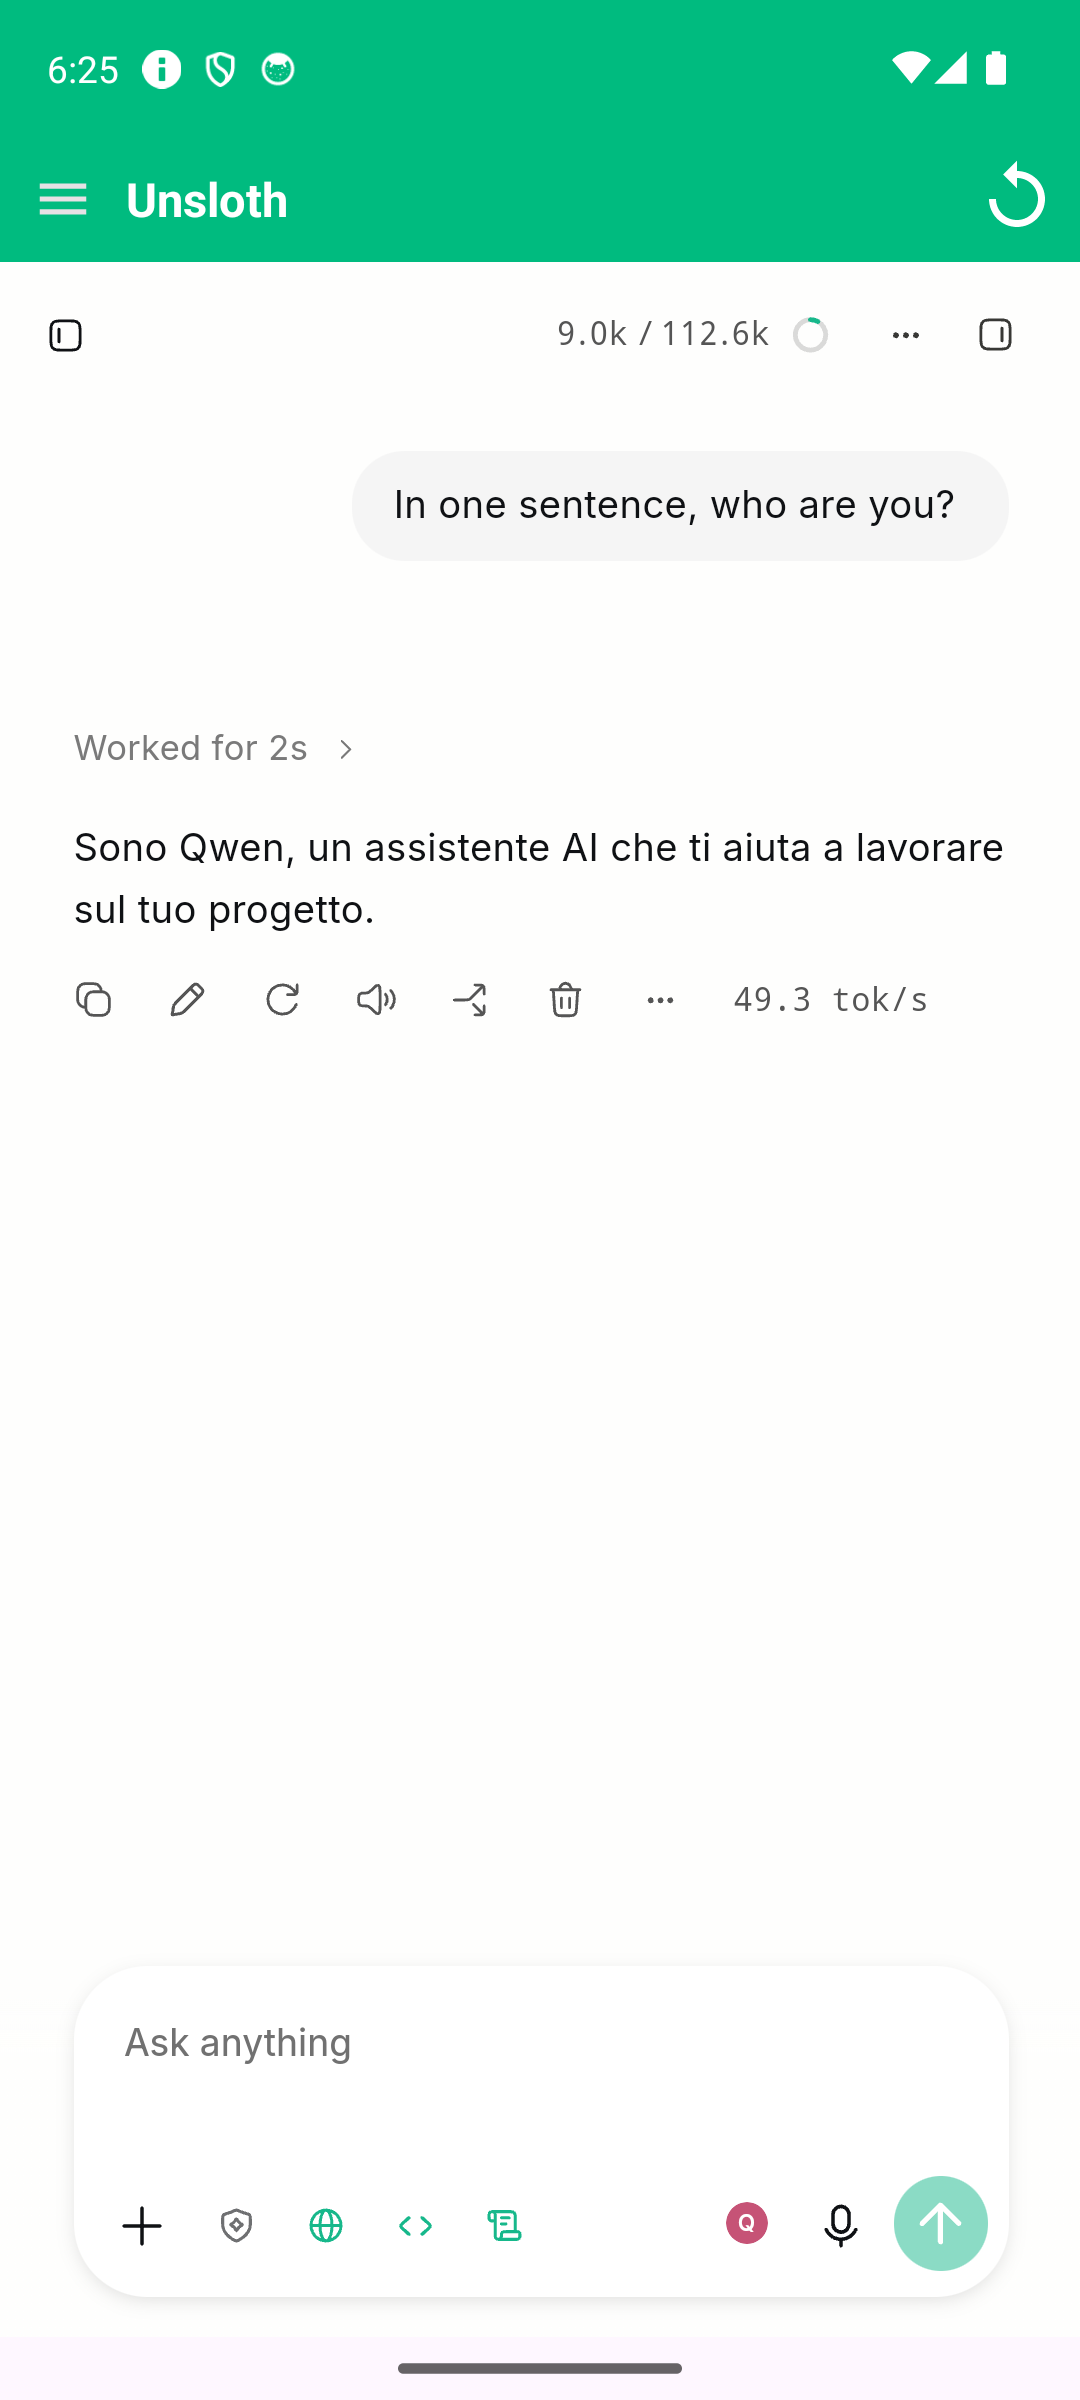 6:25
Unsloth
9.0k / 112.6k
In one sentence, who are you?
Worked for 2s
Sono Qwen, un assistente AI che ti aiuta a lavorare
sul tuo progetto.
49.3 tok/s
Ask anything
Q